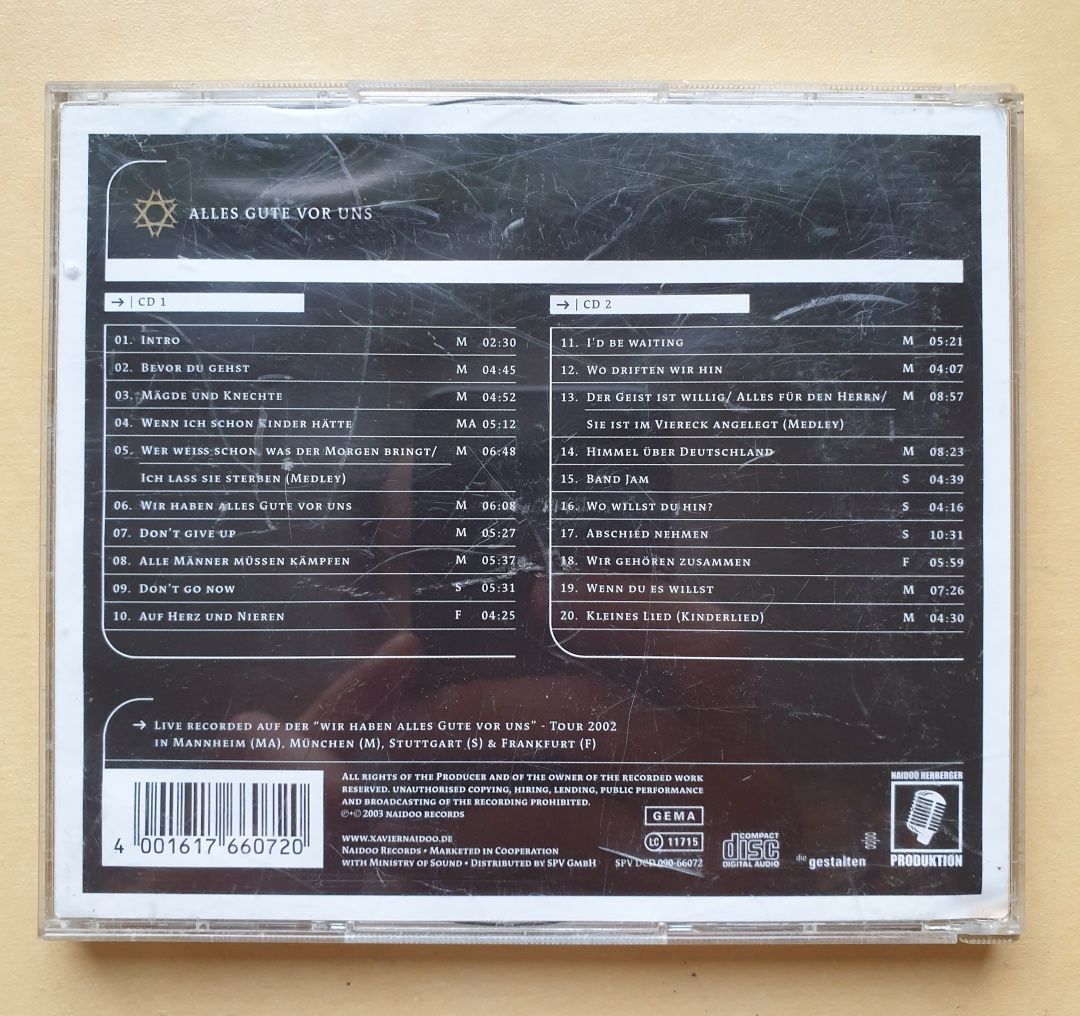 ALLES GUTE VOR UNS
→ | CD 1
01. INTRO M 02:30
02. BEVOR DU GEHST M 04:45
03. MÄGDE UND KNECHTE M 04:52
04. WENN ICH SCHON KINDER HÄTTE MA 05:12
05. WER WEISS SCHON, WAS DER MORGEN BRINGT/ M 06:48
ICH LASS SIE STERBEN (MEDLEY)
06. WIR HABEN ALLES GUTE VOR UNS M 06:08
07. DON'T GIVE UP M 05:27
08. ALLE MÄNNER MÜSSEN KÄMPFEN M 05:37
09. DON'T GO NOW S 05:31
10. AUF HERZ UND NIEREN F 04:25
→ | CD 2
11. I'D BE WAITING M 05:21
12. WO DRIFTEN WIR HIN M 04:07
13. DER GEIST IST WILLIG/ ALLES FÜR DEN HERRN/ M 08:57
SIE IST IM VIERECK ANGELEGT (MEDLEY)
14. HIMMEL ÜBER DEUTSCHLAND M 08:23
15. BAND JAM S 04:39
16. WO WILLST DU HIN? S 04:16
17. ABSCHIED NEHMEN S 10:31
18. WIR GEHÖREN ZUSAMMEN F 05:59
19. WENN DU ES WILLST M 07:26
20. KLEINES LIED (KINDERLIED) M 04:30
→ LIVE RECORDED AUF DER "WIR HABEN ALLES GUTE VOR UNS" - TOUR 2002
IN MANNHEIM (MA), MÜNCHEN (M), STUTTGART (S) & FRANKFURT (F)
4 001617 660720
ALL RIGHTS OF THE PRODUCER AND OF THE OWNER OF THE RECORDED WORK
RESERVED. UNAUTHORISED COPYING, HIRING, LENDING, PUBLIC PERFORMANCE
AND BROADCASTING OF THE RECORDING PROHIBITED.
℗+© 2003 NAIDOO RECORDS
WWW.XAVIERNAIDOO.DE
NAIDOO RECORDS • MARKETED IN COOPERATION
WITH MINISTRY OF SOUND • DISTRIBUTED BY SPV GMBH
GEMA
LC 11715
SPV DCD 090-66072
COMPACT
disc
DIGITAL AUDIO
die gestalten
NAIDOO HERBERGER
PRODUKTION